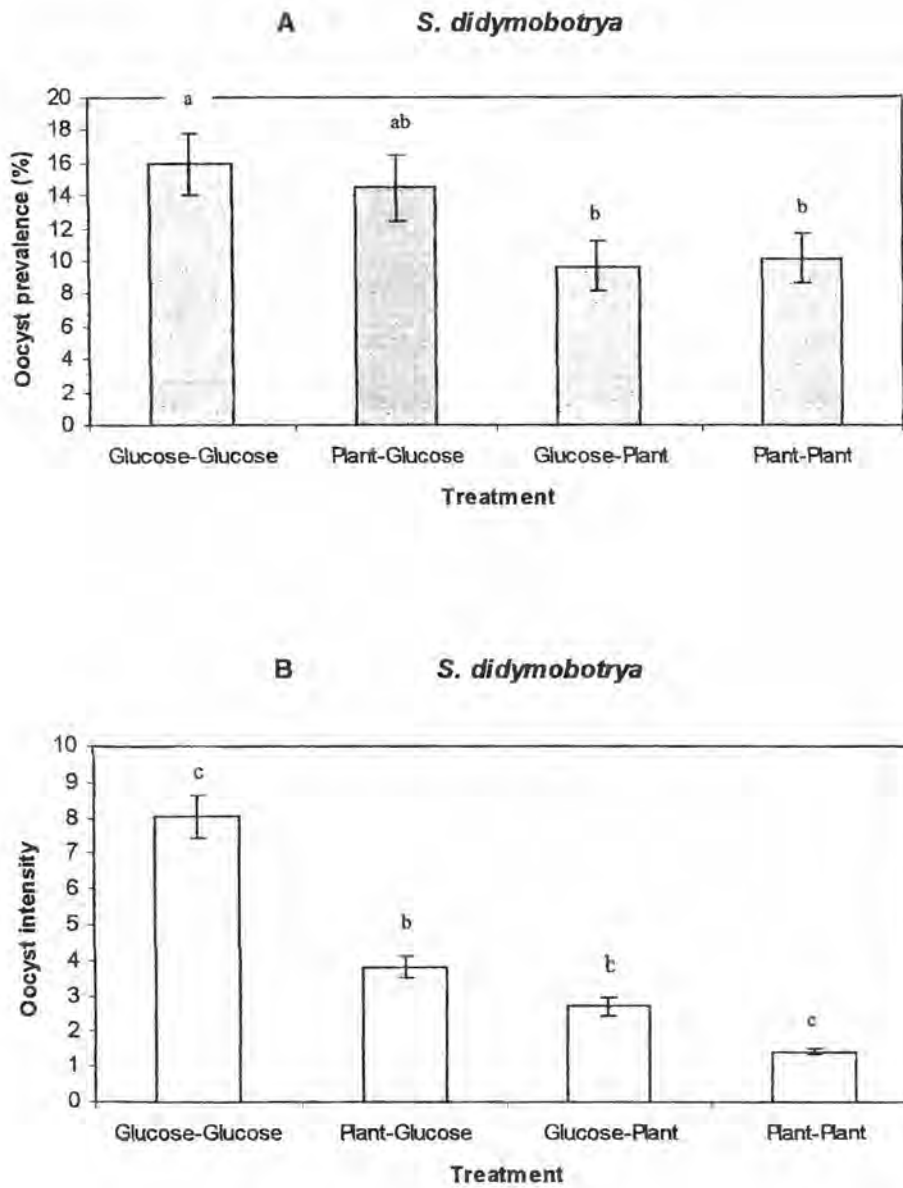 A S. didymobotrya
20
18
16
14
12
10
8
6
4
2
0
Oocyst prevalence (%)
a
ab
b
b
Glucose-Glucose Plant-Glucose Glucose-Plant Plant-Plant
Treatment
B S. didymobotrya
10
9
8
7
6
5
4
3
2
1
0
Oocyst intensity
c
b
c
Glucose-Glucose Plant-Glucose Glucose-Plant Plant-Plant
Treatment